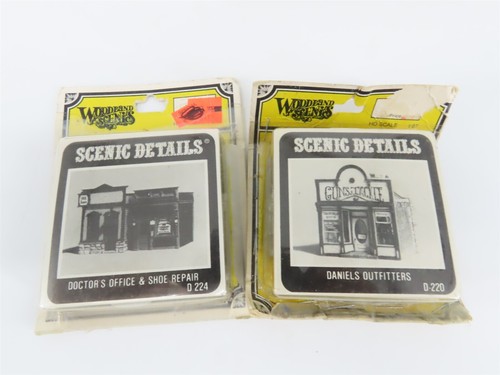 WOODLAND
SCENICS
SCENIC DETAILS®
DOCTOR'S OFFICE & SHOE REPAIR
D 224
WOODLAND
SCENICS
HO SCALE
SCENIC DETAILS
DANIELS OUTFITTERS
D-220